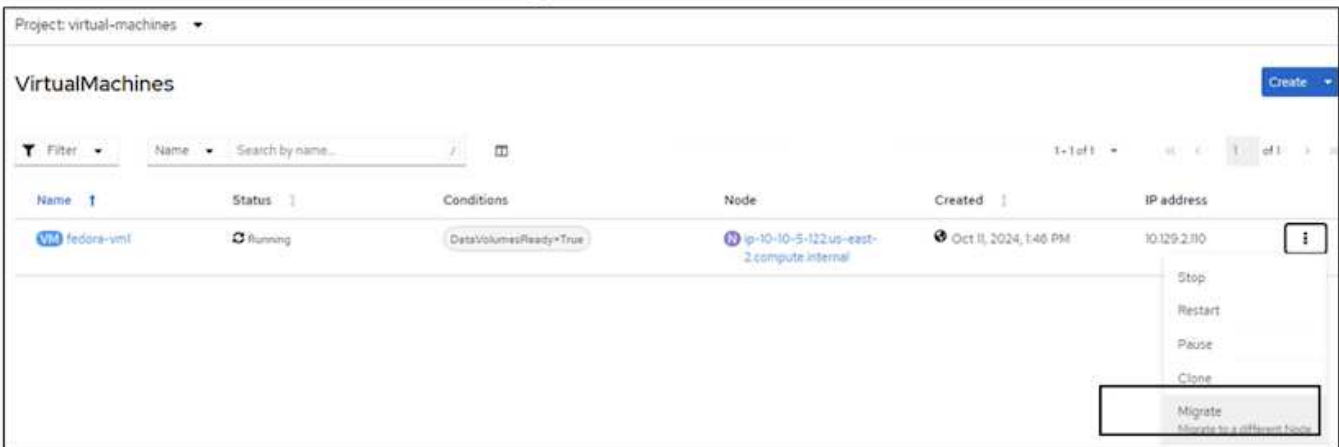 Project: virtual-machines
VirtualMachines
Create
Filter Name Search by name... / 1-1 of 1 1 of 1
Name Status Conditions Node Created IP address
VM fedora-vm1 Running DataVolumesReady=True N ip-10-10-5-122.us-east- Oct 11, 2024, 1:46 PM 10.129.2.110
2.compute.internal
Stop
Restart
Pause
Clone
Migrate
Migrate to a different Node